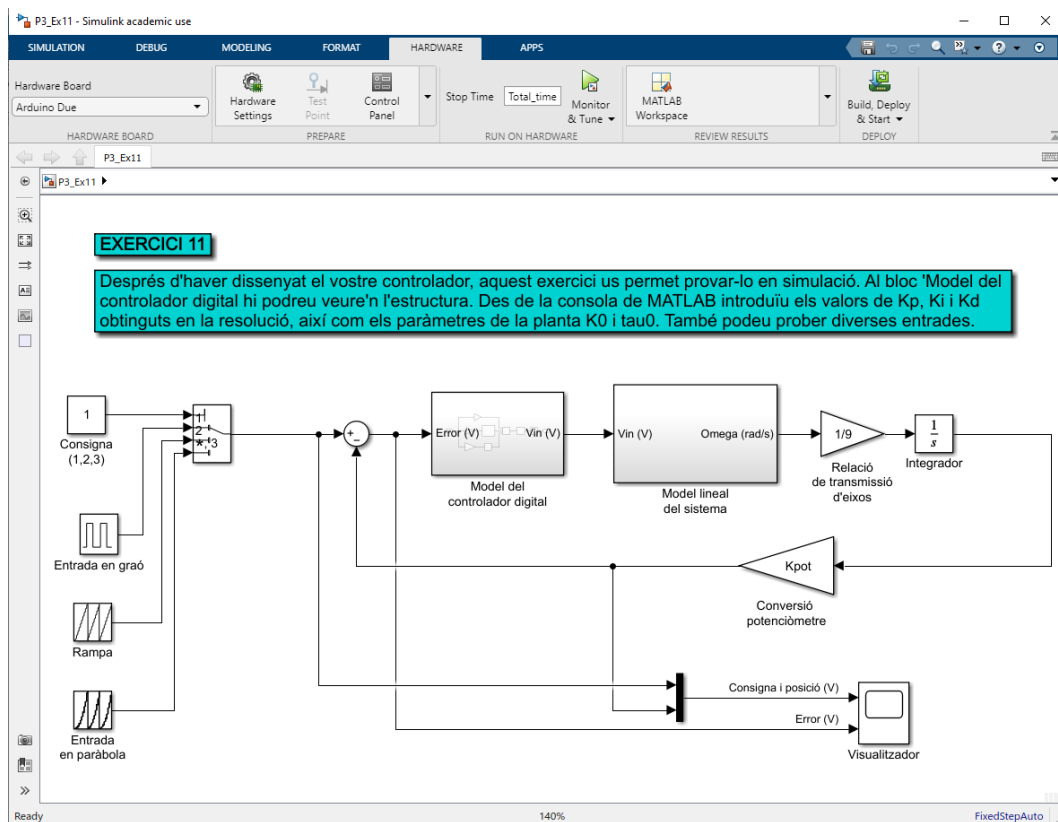 P3_Ex11 - Simulink academic use
SIMULATION DEBUG MODELING FORMAT HARDWARE APPS
Hardware Board
Arduino Due
HARDWARE BOARD
Hardware
Settings
Test
Point
Control
Panel
PREPARE
Stop Time Total_time
Monitor
& Tune
RUN ON HARDWARE
MATLAB
Workspace
REVIEW RESULTS
Build, Deploy
& Start
DEPLOY
P3_Ex11
P3_Ex11
EXERCICI 11
Després d'haver dissenyat el vostre controlador, aquest exercici us permet provar-lo en simulació. Al bloc 'Model del
controlador digital hi podreu veure'n l'estructura. Des de la consola de MATLAB introduïu els valors de Kp, Ki i Kd
obtinguts en la resolució, així com els paràmetres de la planta K0 i tau0. També podeu prober diverses entrades.
1
Consigna
(1,2,3)
1
2
*, 3
Entrada en graó
Rampa
Entrada
en paràbola
+
-
Error (V) Vin (V)
Model del
controlador digital
Vin (V) Omega (rad/s)
Model lineal
del sistema
1/9
Relació
de transmissió
d'eixos
1
s
Integrador
Kpot
Conversió
potenciòmetre
Consigna i posició (V)
Error (V)
Visualitzador
Ready 140% FixedStepAuto